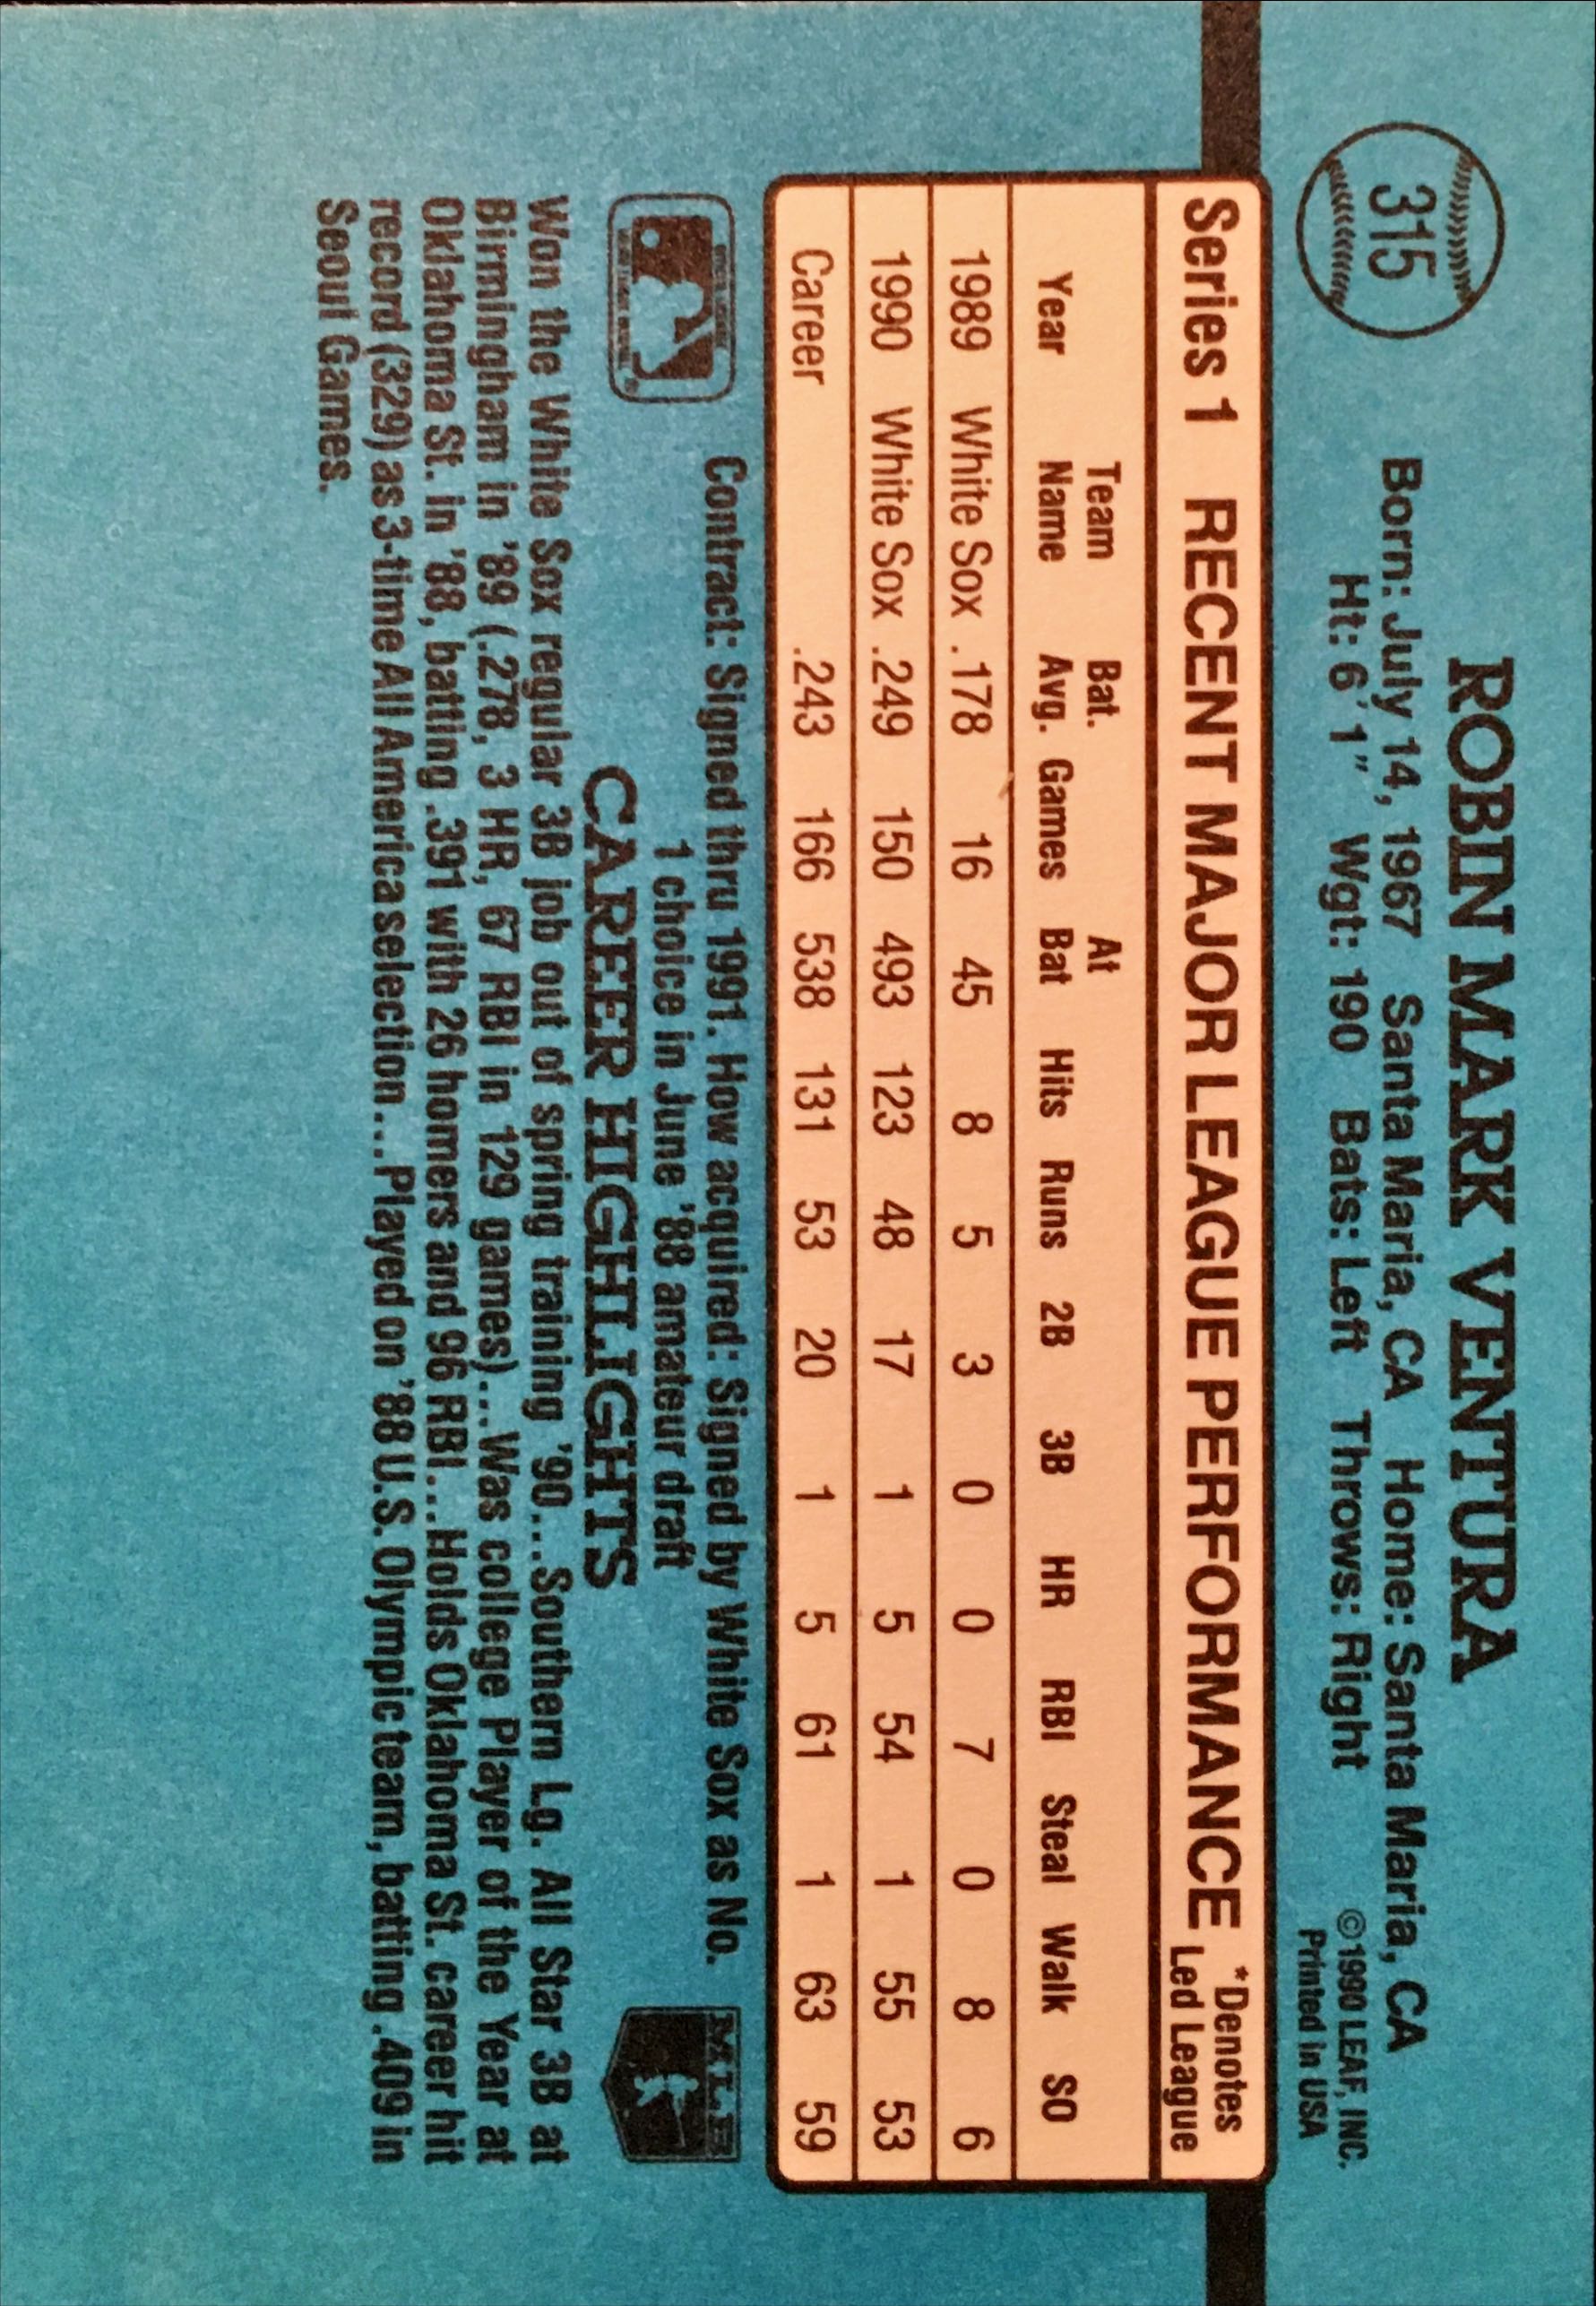 315
ROBIN MARK VENTURA
Born: July 14, 1967 Santa Maria, CA Home: Santa Maria, CA
Ht: 6' 1" Wgt: 190 Bats: Left Throws: Right
©1990 LEAF, INC.
Printed in USA
Series 1 RECENT MAJOR LEAGUE PERFORMANCE *Denotes Led League
Year Team Name Bat. Avg. Games At Bat Hits Runs 2B 3B HR RBI Steal Walk SO
1989 White Sox .178 16 45 8 5 3 0 0 7 0 8 6
1990 White Sox .249 150 493 123 48 17 1 5 54 1 55 53
Career .243 166 538 131 53 20 1 5 61 1 63 59
Contract: Signed thru 1991. How acquired: Signed by White Sox as No.
1 choice in June '88 amateur draft
MLB
CAREER HIGHLIGHTS
Won the White Sox regular 3B job out of spring training '90...Southern Lg. All Star 3B at
Birmingham in '89 (.278, 3 HR, 67 RBI in 129 games)...Was college Player of the Year at
Oklahoma St. in '88, batting .391 with 26 homers and 96 RBI...Holds Oklahoma St. career hit
record (329) as 3-time All America selection...Played on '88 U.S. Olympic team, batting .409 in
Seoul Games.